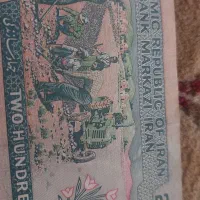 IC REPUBLIC OF IRAN
ANK MARKAZI IRAN
TWO HUNDRE